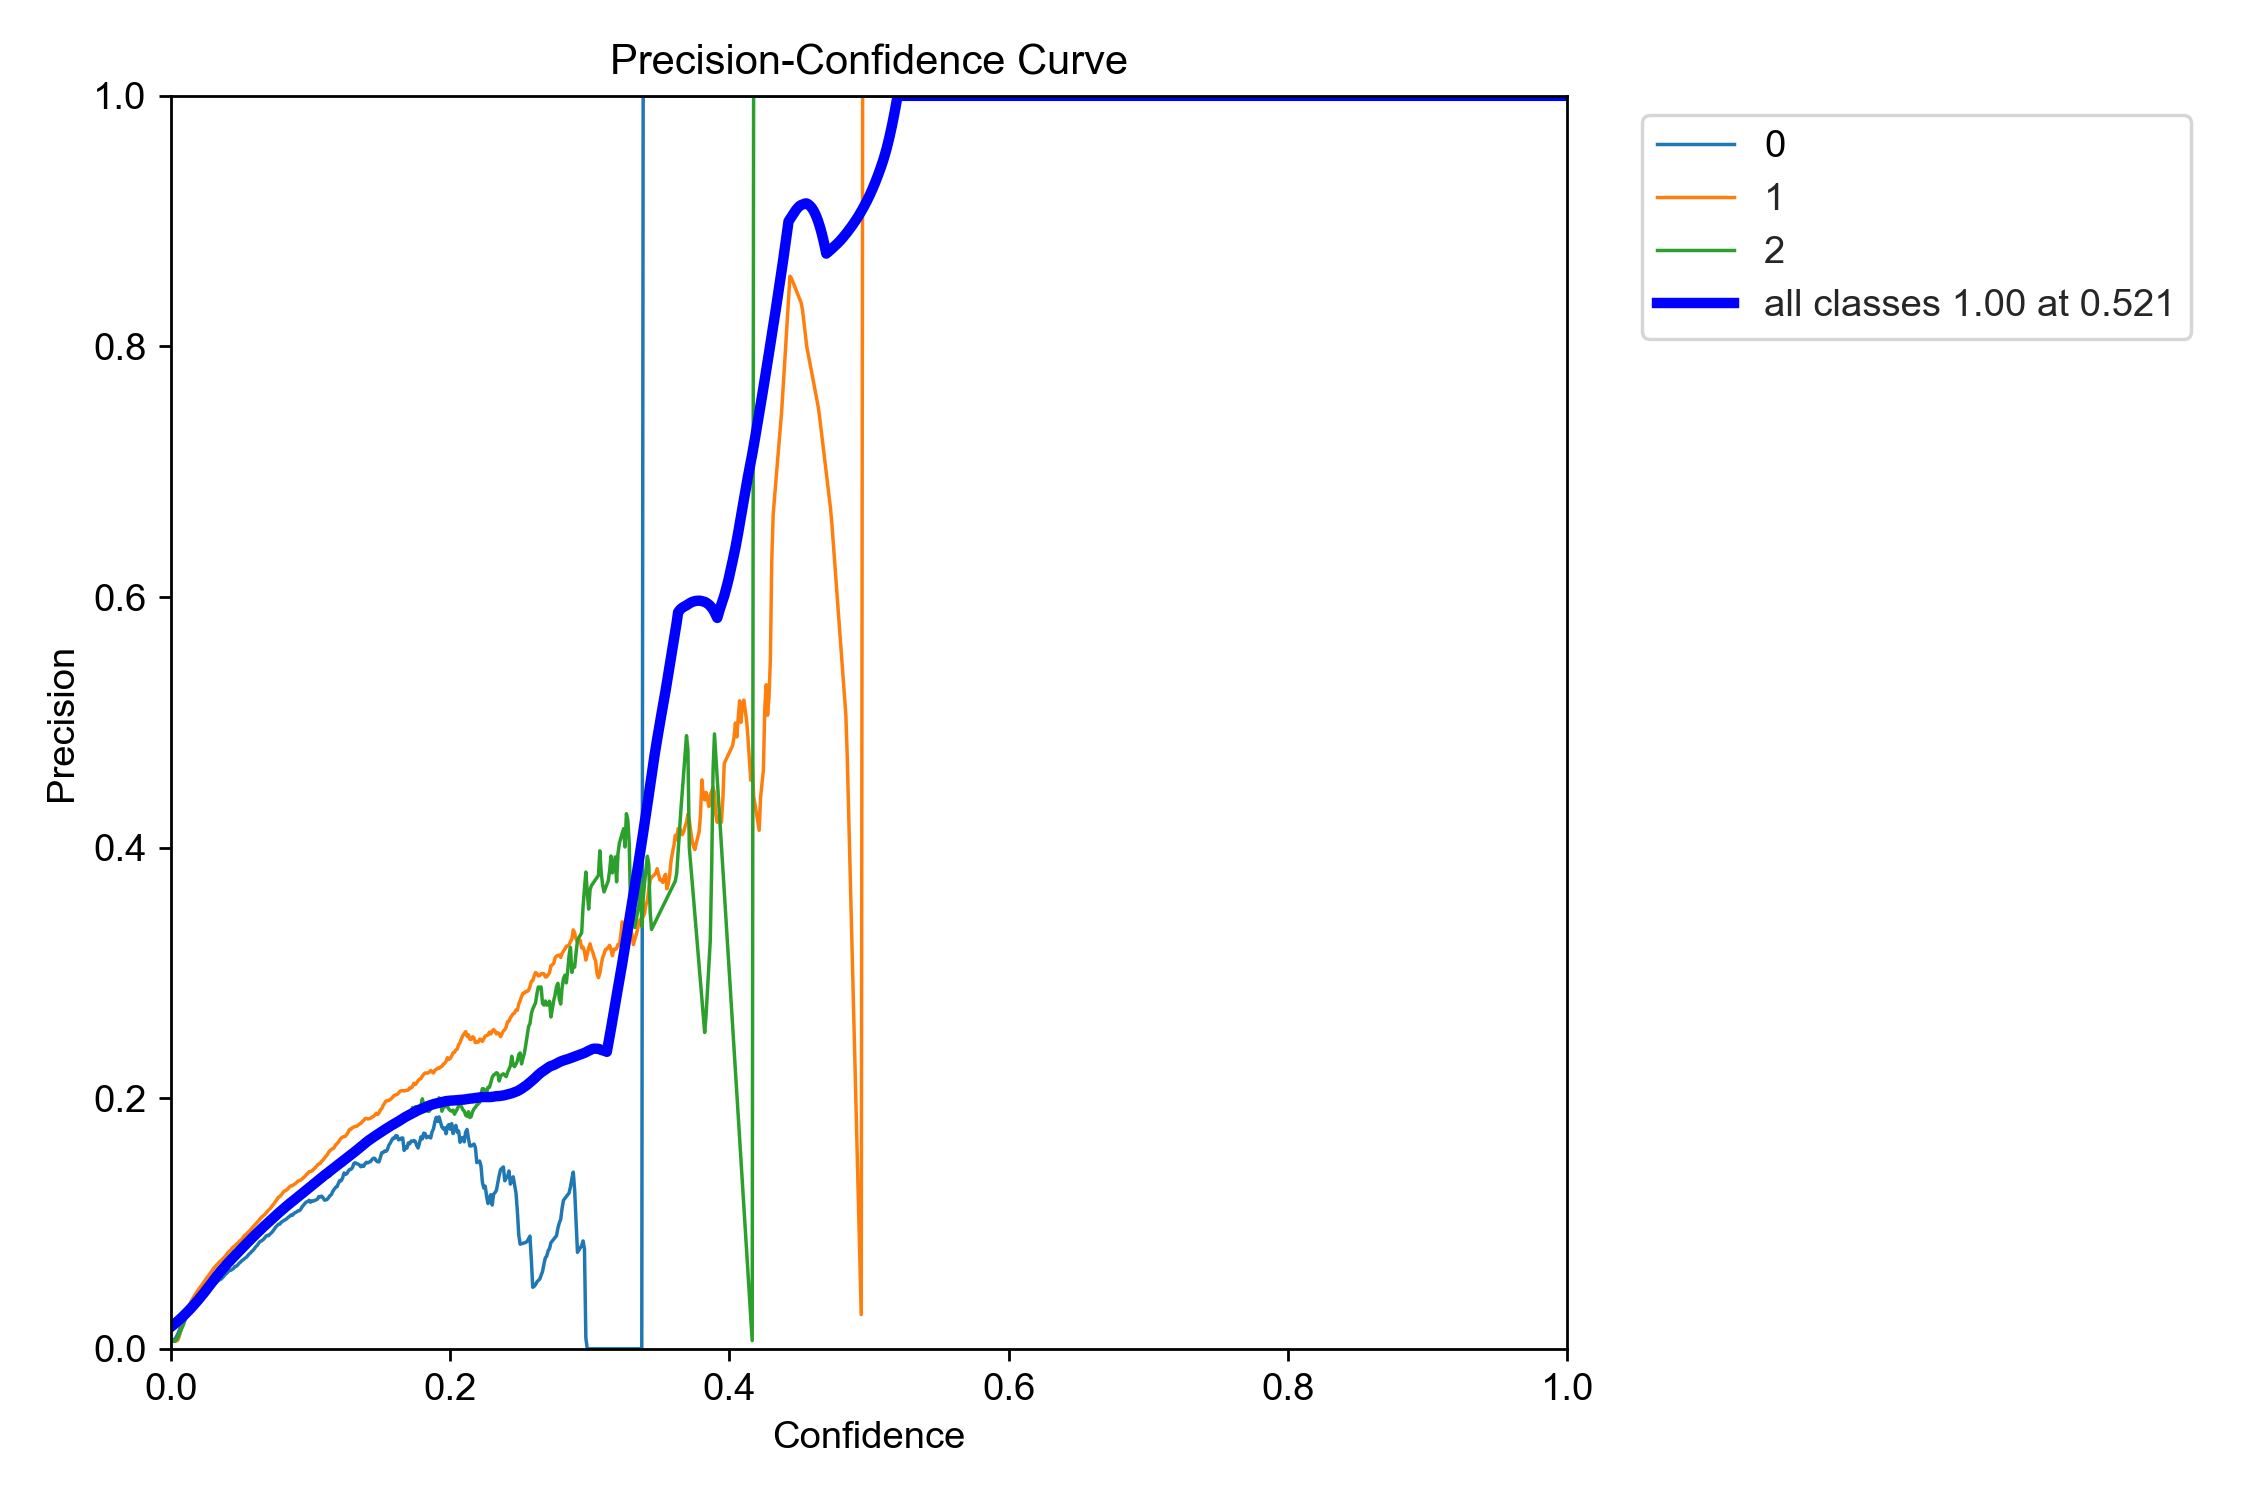 Precision-Confidence Curve
1.0
0.8
0.6
0.4
0.2
0.0
Precision
0.0 0.2 0.4 0.6 0.8 1.0
Confidence
0
1
2
all classes 1.00 at 0.521